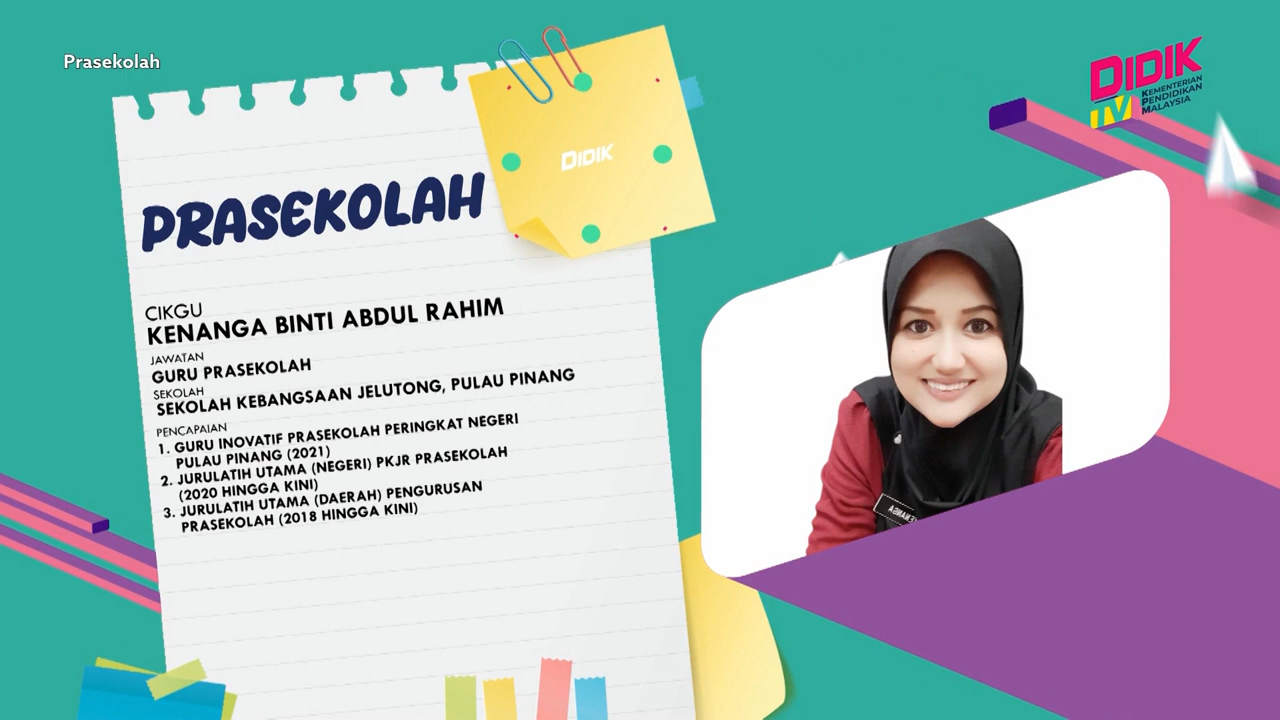 Prasekolah
DIDIK
TV
KEMENTERIAN
PENDIDIKAN
MALAYSIA
DIDIK
PRASEKOLAH
CIKGU
KENANGA BINTI ABDUL RAHIM
JAWATAN
GURU PRASEKOLAH
SEKOLAH
SEKOLAH KEBANGSAAN JELUTONG, PULAU PINANG
PENCAPAIAN
1. GURU INOVATIF PRASEKOLAH PERINGKAT NEGERI
PULAU PINANG (2021)
2. JURULATIH UTAMA (NEGERI) PKJR PRASEKOLAH
(2020 HINGGA KINI)
3. JURULATIH UTAMA (DAERAH) PENGURUSAN
PRASEKOLAH (2018 HINGGA KINI)